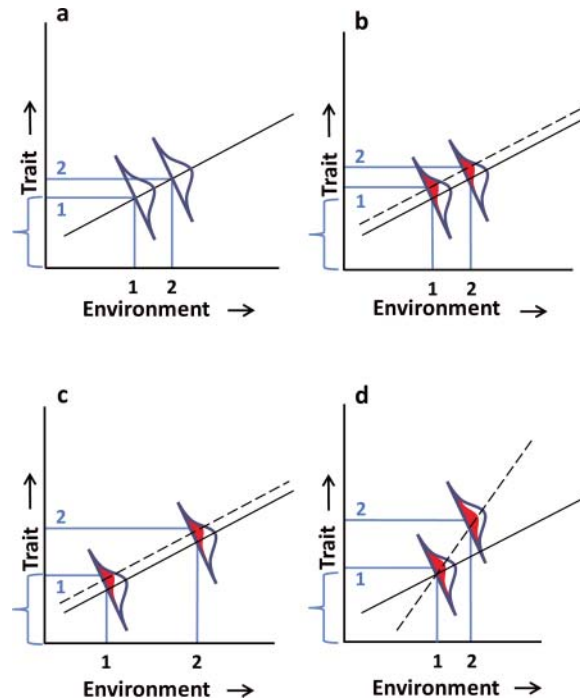 a
2
1
Trait
1 2
Environment
b
2
1
Trait
1 2
Environment
c
2
1
Trait
1 2
Environment
d
2
1
Trait
1 2
Environment